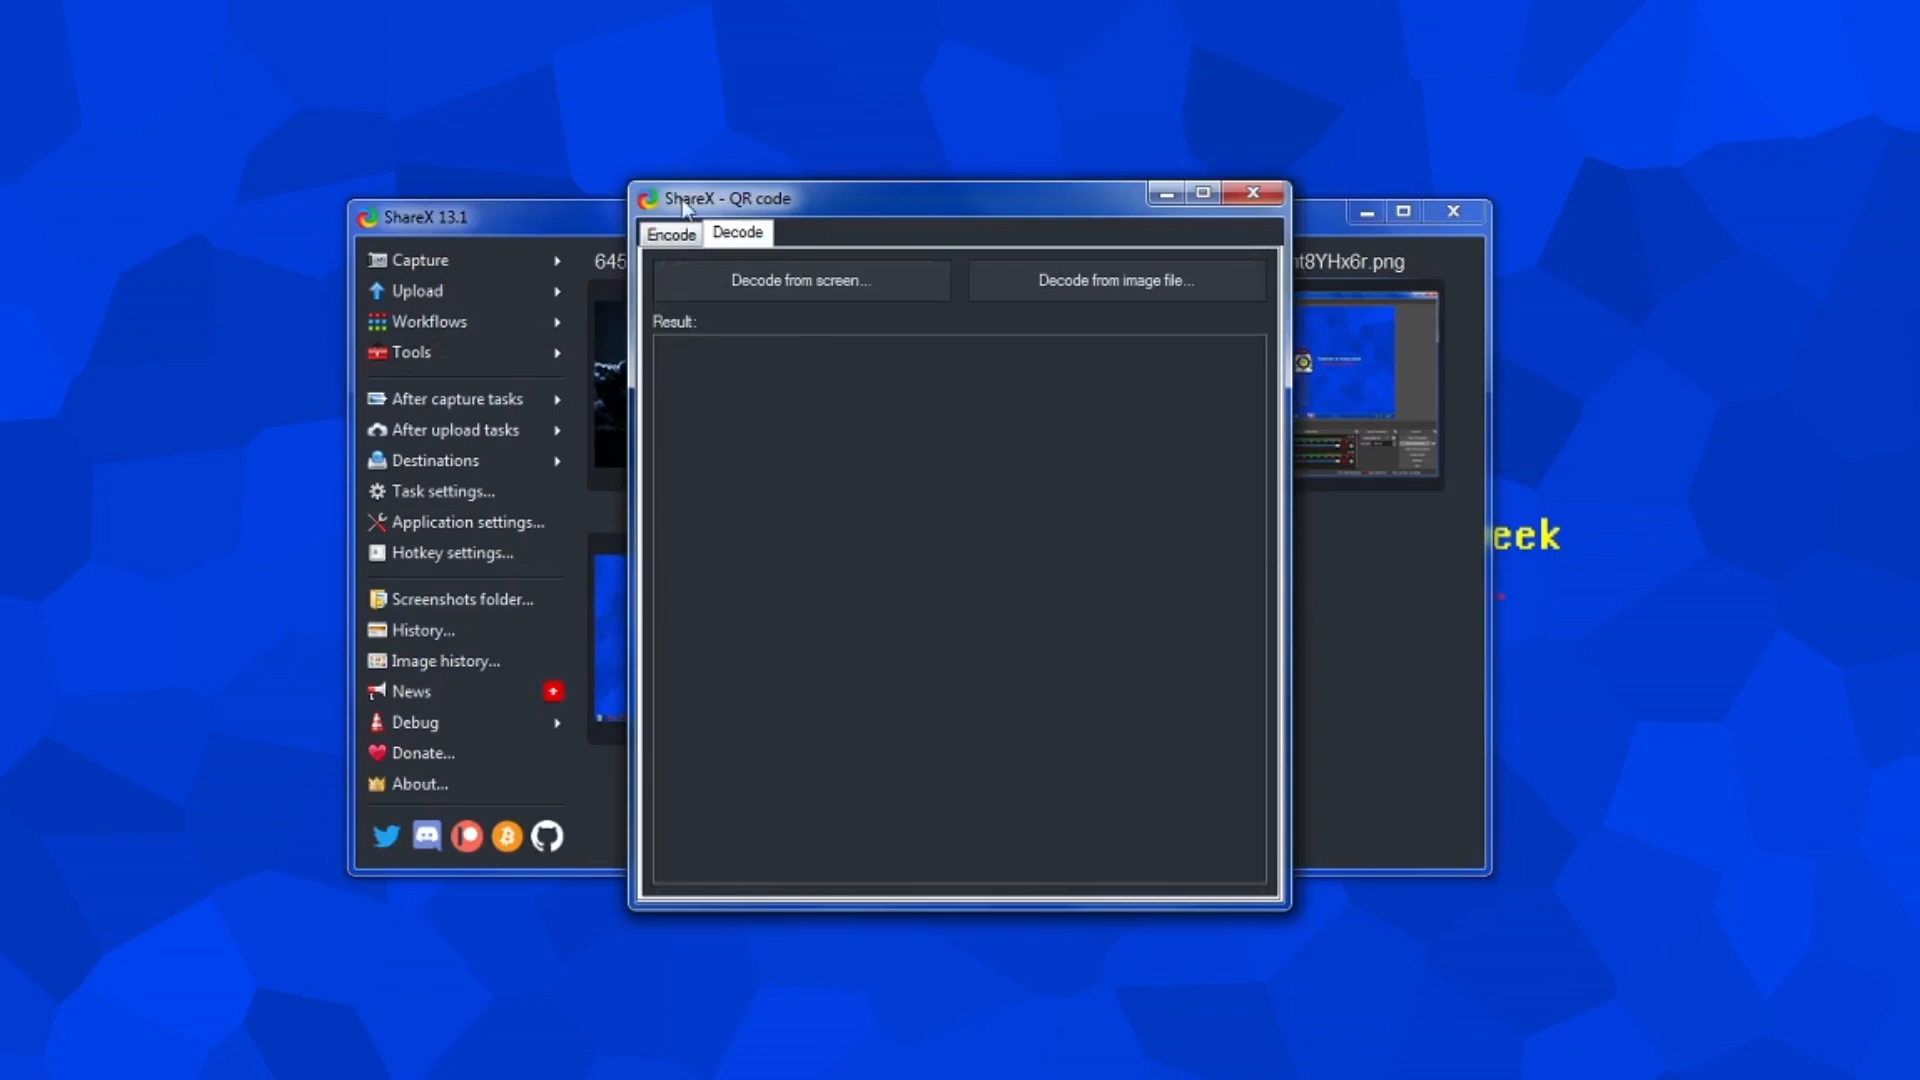 ShareX - QR code
Encode
Decode
Decode from screen...
Decode from image file...
Result:
ShareX 13.1
Capture
Upload
Workflows
Tools
After capture tasks
After upload tasks
Destinations
Task settings...
Application settings...
Hotkey settings...
Screenshots folder...
History...
Image history...
News
Debug
Donate...
About...
645
nt8YHx6r.png
eek